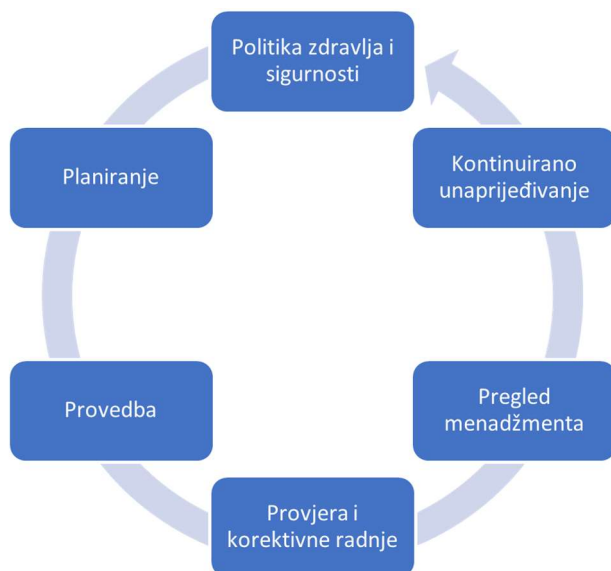 Politika zdravlja i
sigurnosti
Planiranje
Kontinuirano
unaprijeđivanje
Provedba
Pregled
menadžmenta
Provjera i
korektivne radnje